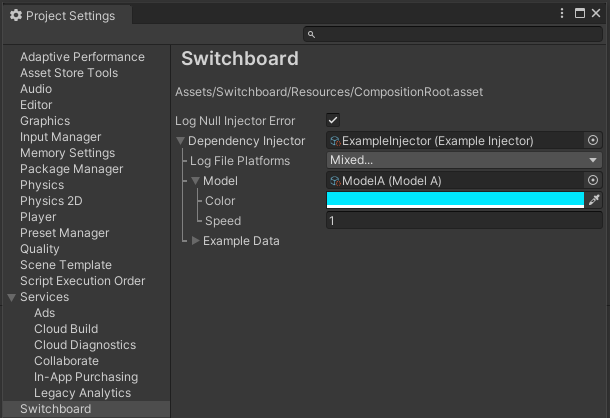 Project Settings
Adaptive Performance
Asset Store Tools
Audio
Editor
Graphics
Input Manager
Memory Settings
Package Manager
Physics
Physics 2D
Player
Preset Manager
Quality
Scene Template
Script Execution Order
Services
Ads
Cloud Build
Cloud Diagnostics
Collaborate
In-App Purchasing
Legacy Analytics
Switchboard
Switchboard
Assets/Switchboard/Resources/CompositionRoot.asset
Log Null Injector Error
Dependency Injector ExampleInjector (Example Injector)
Log File Platforms Mixed...
Model ModelA (Model A)
Color
Speed 1
Example Data